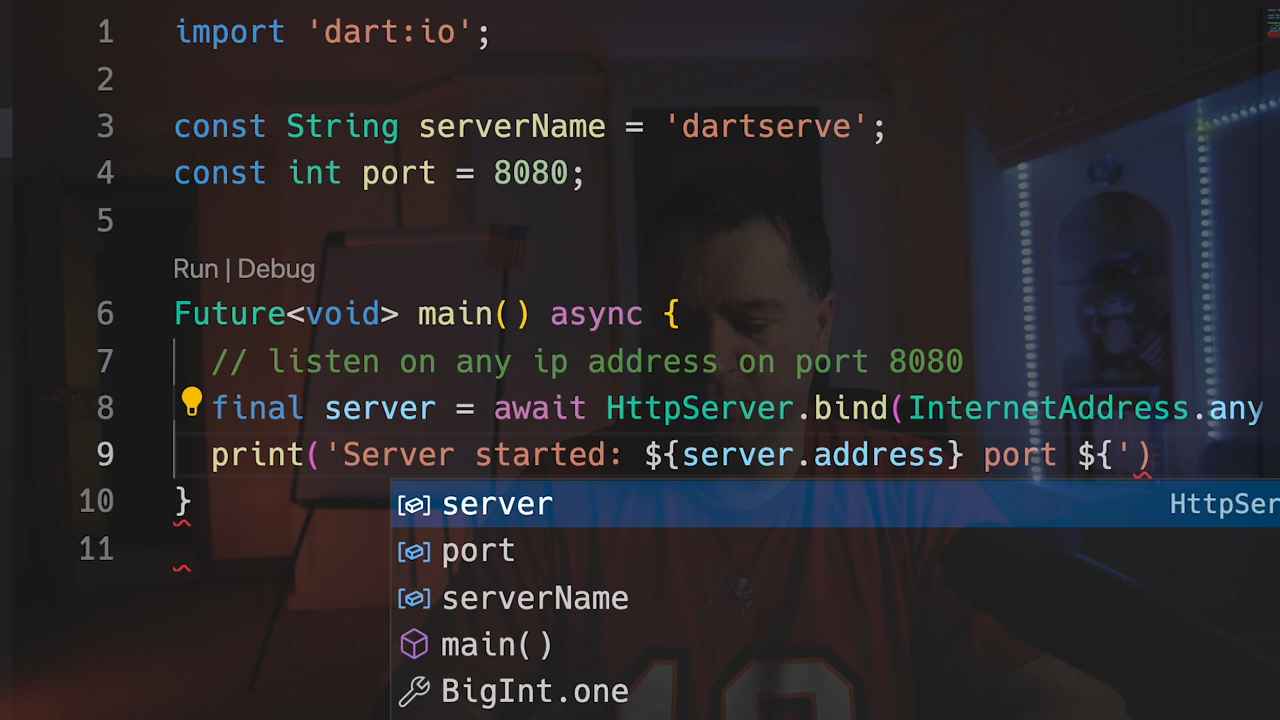 1 import 'dart:io';
2
3 const String serverName = 'dartserve';
4 const int port = 8080;
5
Run | Debug
6 Future<void> main() async {
7 // listen on any ip address on port 8080
8 final server = await HttpServer.bind(InternetAddress.any
9 print('Server started: ${server.address} port ${')
10 }
11
server HttpSer
port
serverName
main()
BigInt.one